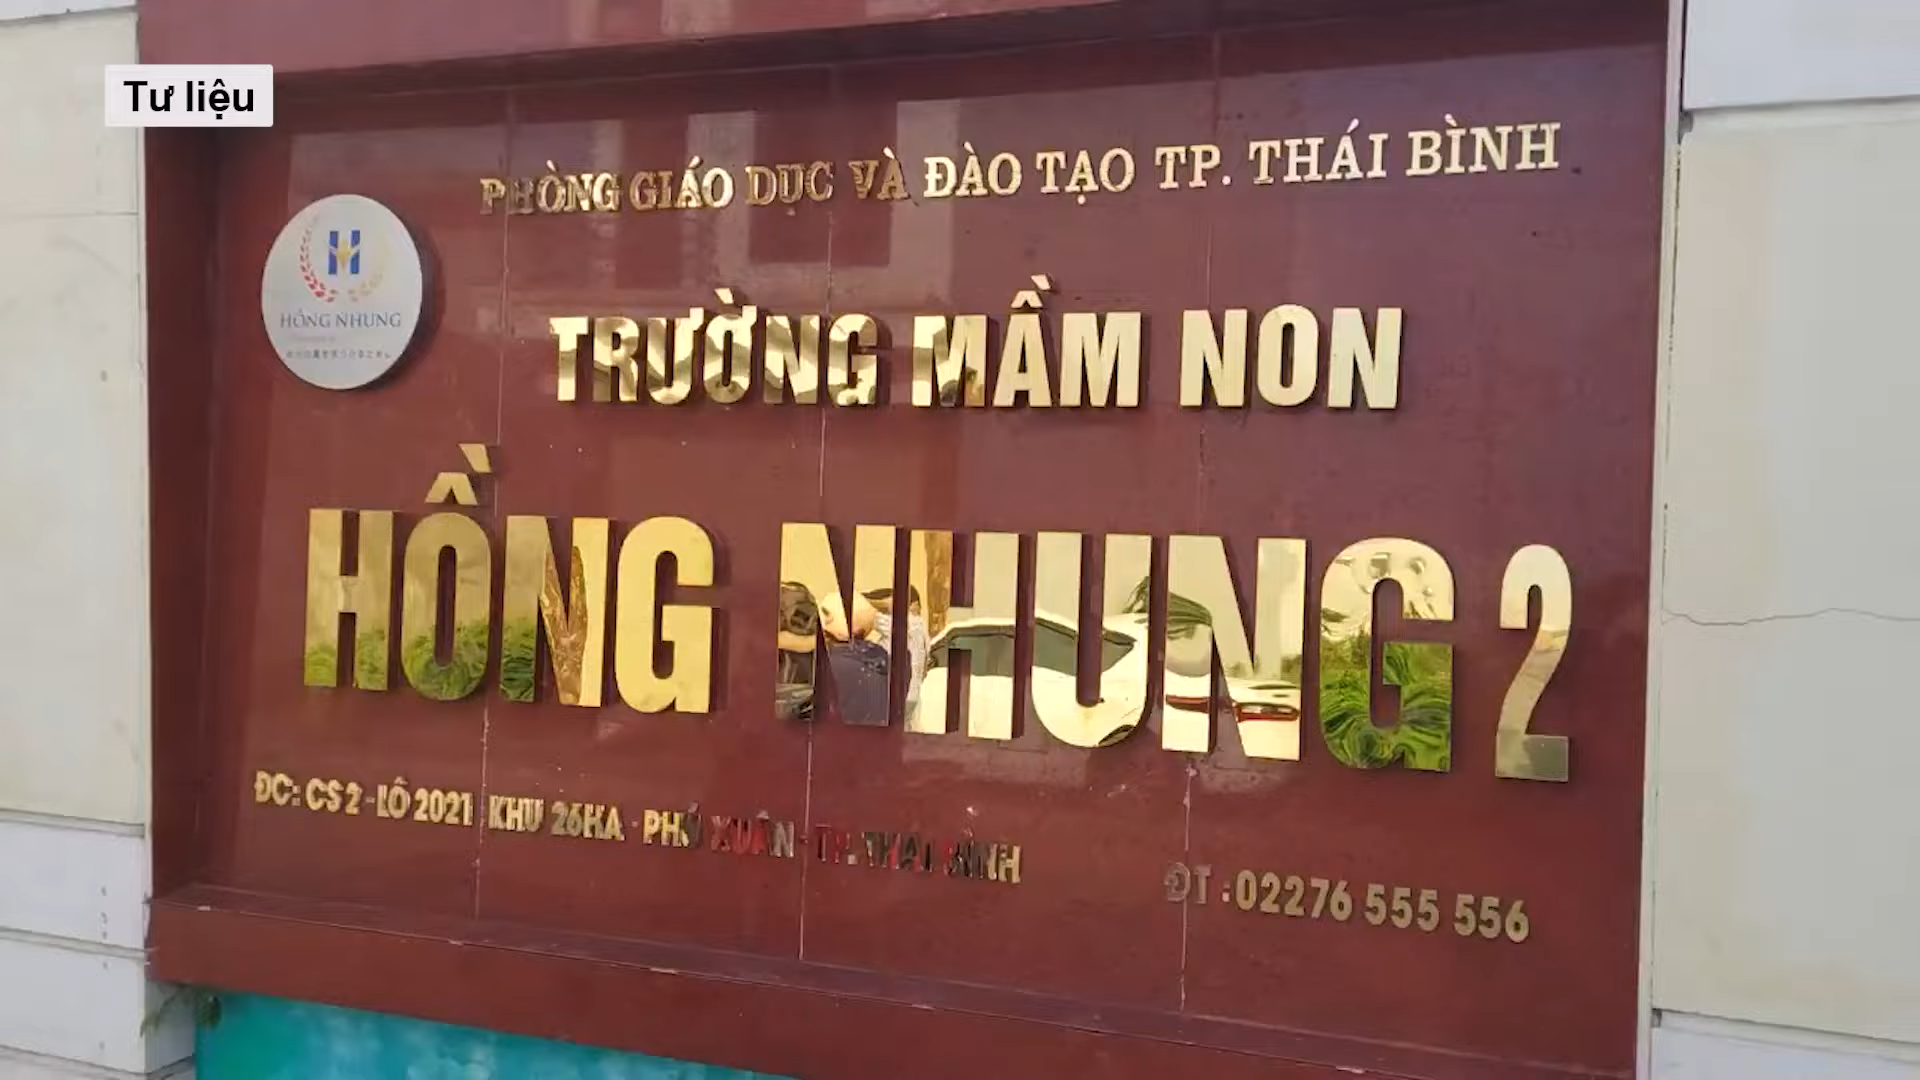 Tư liệu
PHÒNG GIÁO DỤC VÀ ĐÀO TẠO TP. THÁI BÌNH
HỒNG NHUNG
TRƯỜNG MẦM NON
HỒNG NHUNG 2
ĐC: CS 2 - LÔ 2021 KHU 26HA - PHÚ XUÂN - TP. THÁI BÌNH
ĐT : 02276 555 556